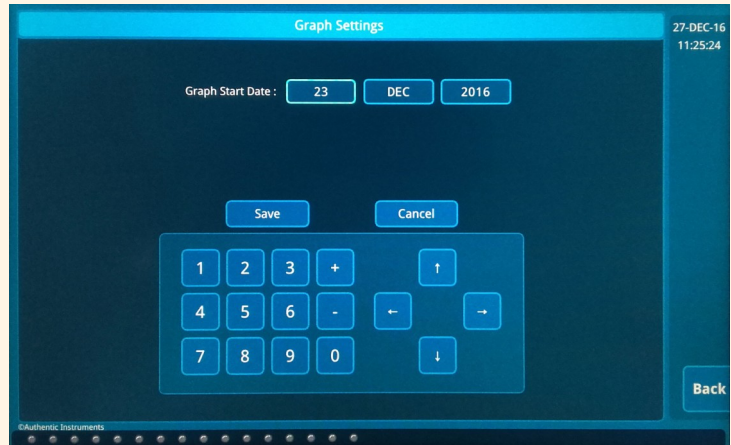 Graph Settings
27-DEC-16
11:25:24
Graph Start Date : 23 DEC 2016
Save Cancel
1 2 3 + ↑
4 5 6 - ← →
7 8 9 0 ↓
Back
©Authentic Instruments